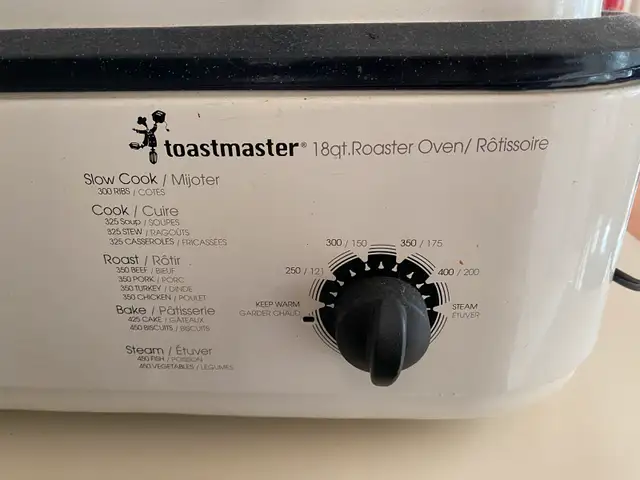 toastmaster® 18qt.Roaster Oven/ Rôtissoire
Slow Cook / Mijoter
300 RIBS / COTES
Cook / Cuire
325 Soup / SOUPES
325 STEW / RAGOÛTS
325 CASSEROLES / FRICASSÉES
Roast / Rôtir
350 BEEF / BŒUF
350 PORK / PORC
350 TURKEY / DINDE
350 CHICKEN / POULET
Bake / Pâtisserie
425 CAKE / GÂTEAUX
450 BISCUITS / BISCUITS
Steam / Étuver
450 FISH / POISSON
450 VEGETABLES / LEGUMES
300 / 150
350 / 175
250 / 121
400 / 200
KEEP WARM
GARDER CHAUD
STEAM
ÉTUVER